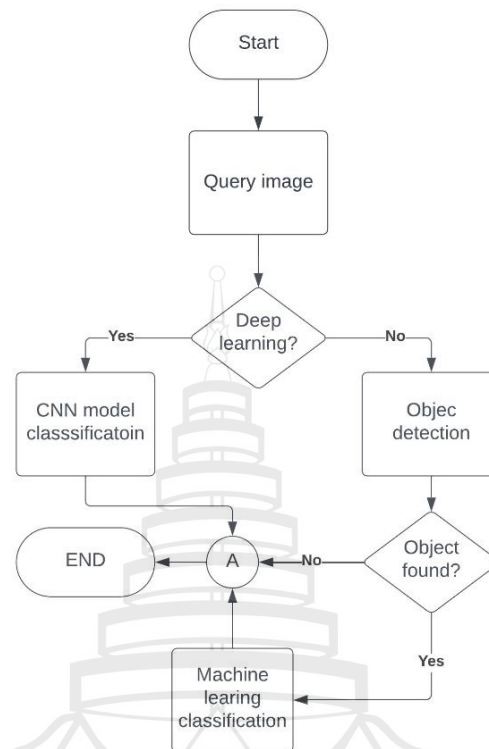 Start
Query image
Deep
learning?
Yes
No
CNN model
classsificatoin
Objec
detection
END
A
No
Object
found?
Yes
Machine
learing
classification